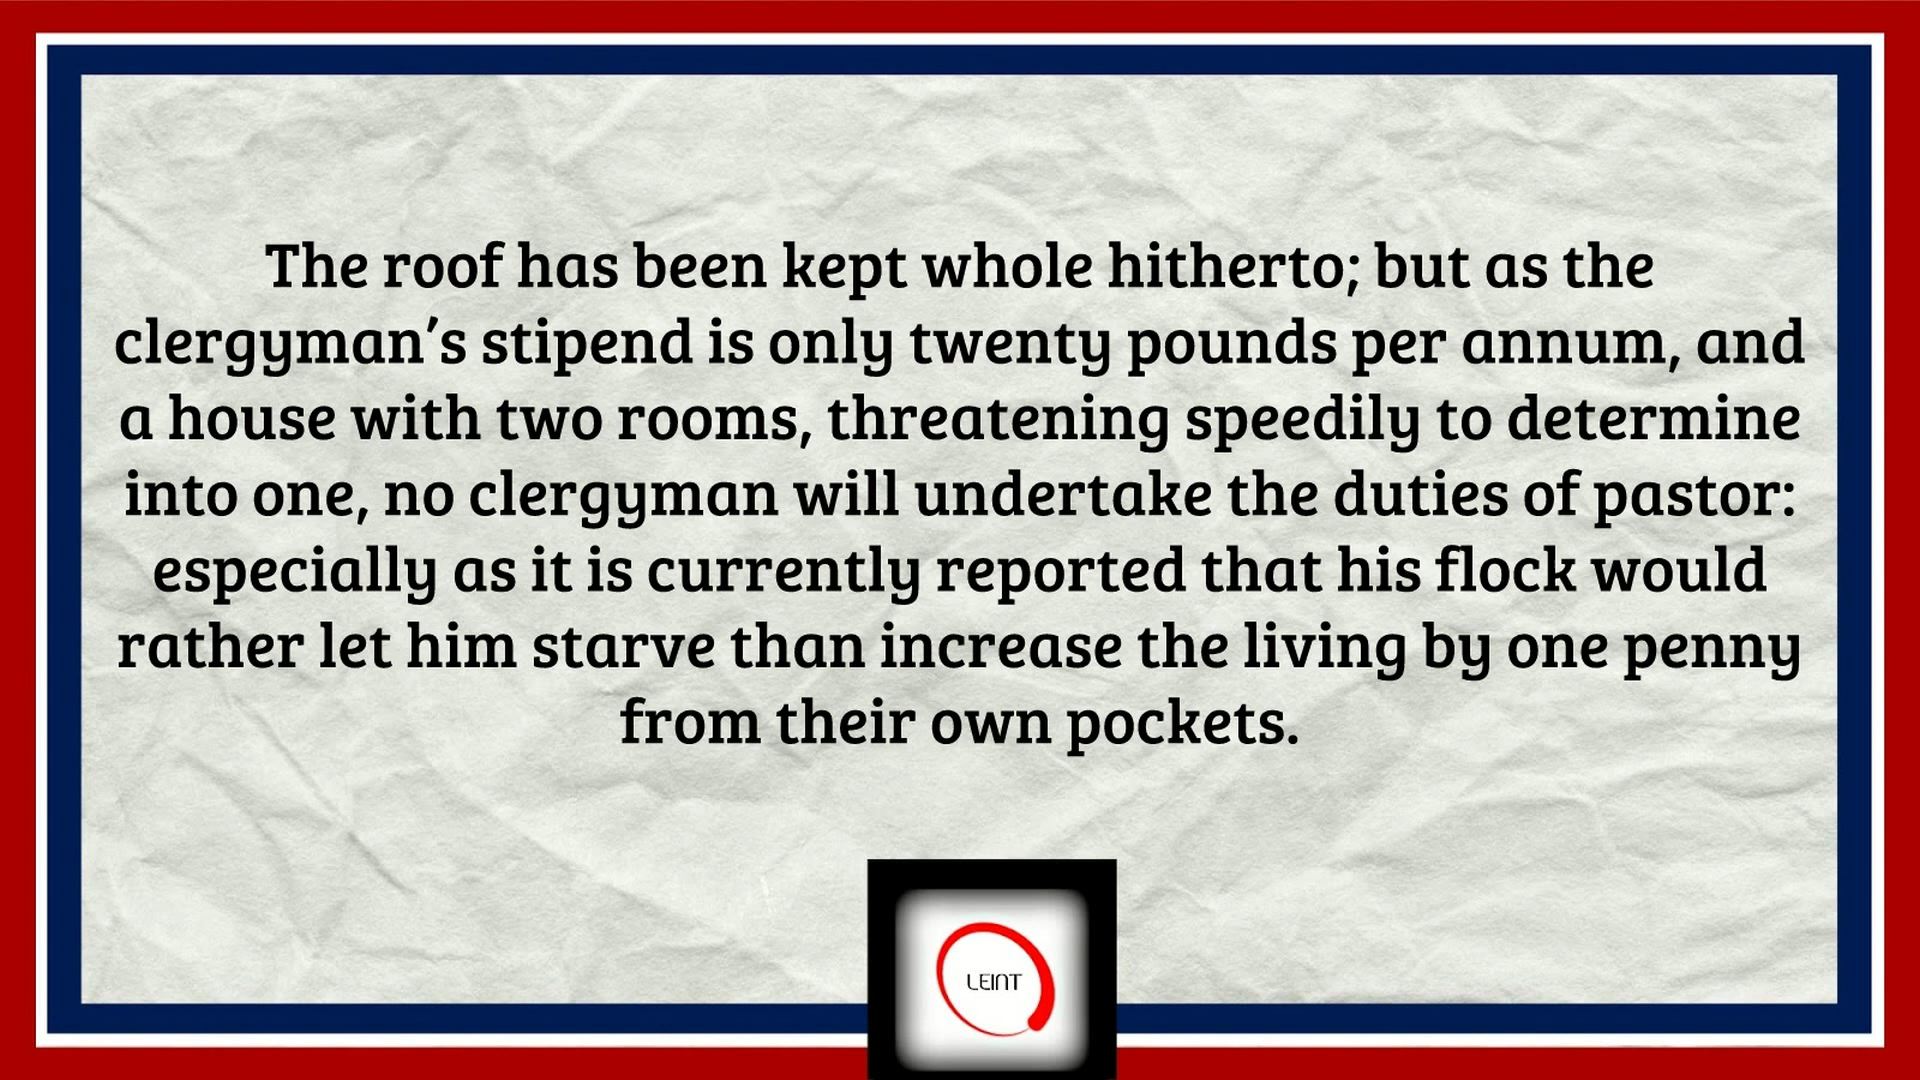 The roof has been kept whole hitherto; but as the
clergyman’s stipend is only twenty pounds per annum, and
a house with two rooms, threatening speedily to determine
into one, no clergyman will undertake the duties of pastor:
especially as it is currently reported that his flock would
rather let him starve than increase the living by one penny
from their own pockets.
LEINT